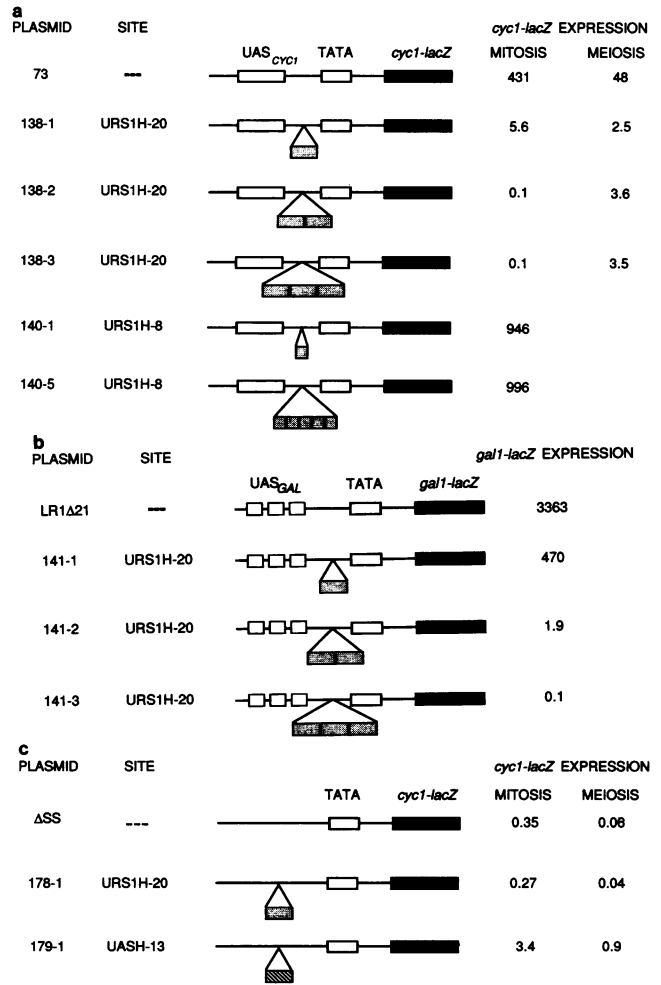 a
PLASMID SITE cyc1-lacZ EXPRESSION
UAS CYC1 TATA cyc1-lacZ MITOSIS MEIOSIS
73 --- 431 48
138-1 URS1H-20 5.6 2.5
138-2 URS1H-20 0.1 3.6
138-3 URS1H-20 0.1 3.5
140-1 URS1H-8 946
140-5 URS1H-8 996
b
PLASMID SITE gal1-lacZ EXPRESSION
UAS GAL TATA gal1-lacZ
LR1Δ21 --- 3363
141-1 URS1H-20 470
141-2 URS1H-20 1.9
141-3 URS1H-20 0.1
c
PLASMID SITE cyc1-lacZ EXPRESSION
TATA cyc1-lacZ MITOSIS MEIOSIS
ΔSS --- 0.35 0.06
178-1 URS1H-20 0.27 0.04
179-1 UASH-13 3.4 0.9